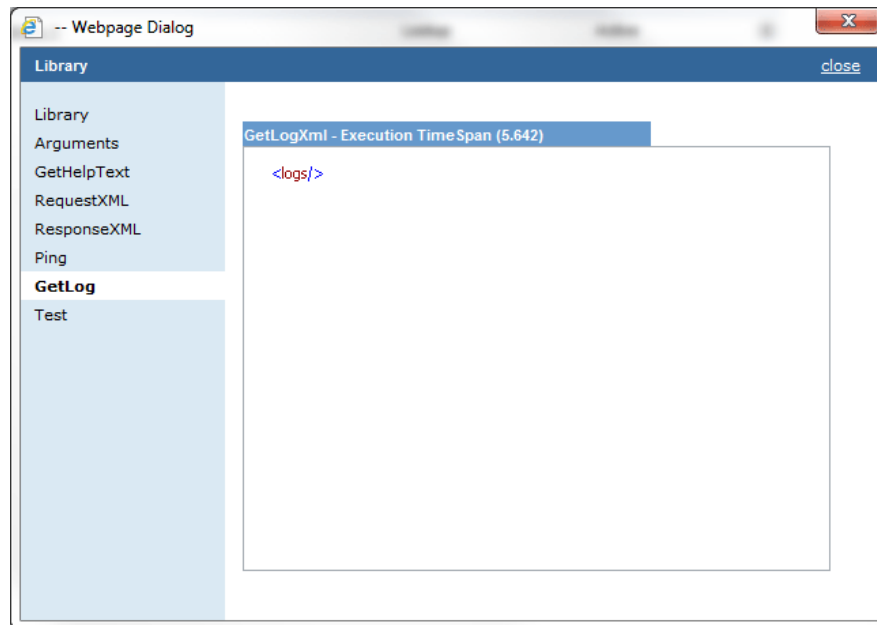 -- Webpage Dialog
Library
close
Library
Arguments
GetHelpText
RequestXML
ResponseXML
Ping
GetLog
Test
GetLogXml - Execution TimeSpan (5.642)
<logs/>